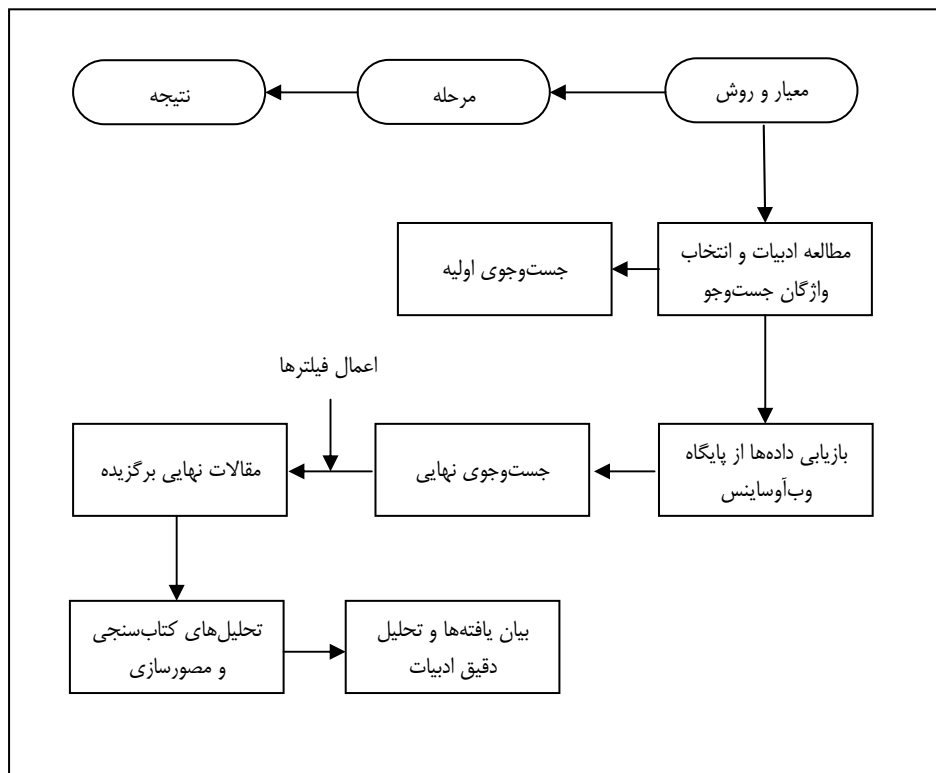 معیار و روش
مرحله
نتیجه
مطالعه ادبیات و انتخاب
واژگان جست‌وجو
جست‌وجوی اولیه
اعمال فیلترها
بازیابی داده‌ها از پایگاه
وب‌آوساینس
جست‌وجوی نهایی
مقالات نهایی برگزیده
تحلیل‌های کتاب‌سنجی
و مصورسازی
بیان یافته‌ها و تحلیل
دقیق ادبیات